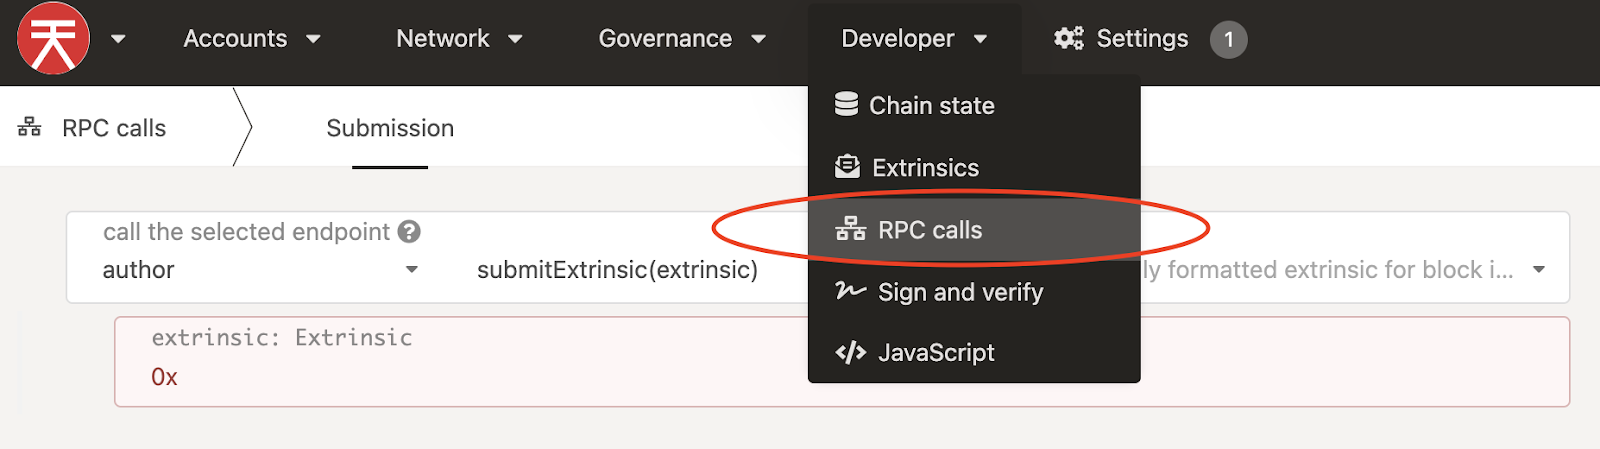 天 Accounts Network Governance Developer Settings 1
RPC calls Submission
Chain state
Extrinsics
RPC calls
Sign and verify
JavaScript
call the selected endpoint ?
author submitExtrinsic(extrinsic) ly formatted extrinsic for block i...
extrinsic: Extrinsic
0x